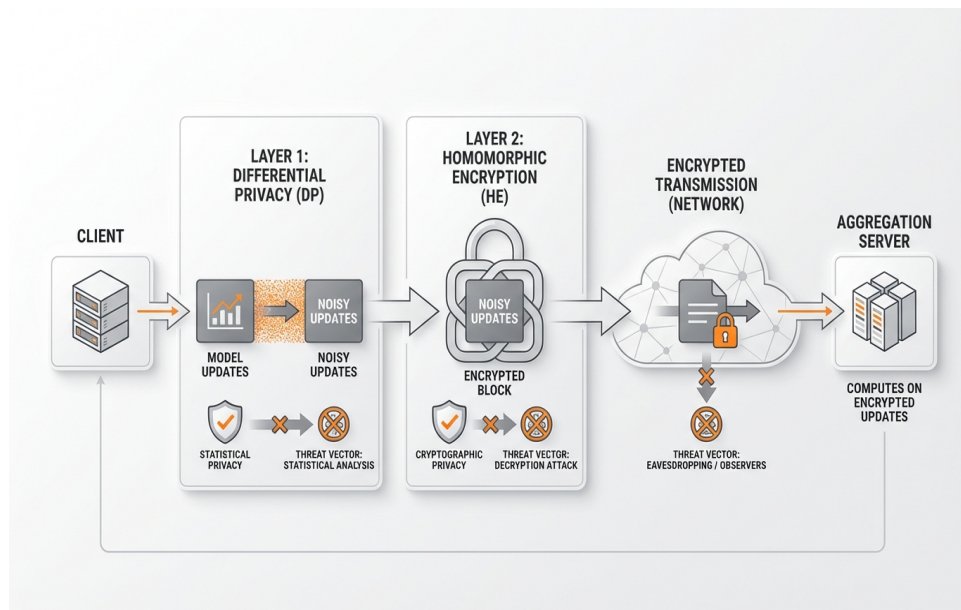 CLIENT
LAYER 1:
DIFFERENTIAL
PRIVACY (DP)
MODEL
UPDATES
NOISY
UPDATES
NOISY
UPDATES
STATISTICAL
PRIVACY
THREAT VECTOR:
STATISTICAL ANALYSIS
LAYER 2:
HOMOMORPHIC
ENCRYPTION
(HE)
NOISY
UPDATES
ENCRYPTED
BLOCK
CRYPTOGRAPHIC
PRIVACY
THREAT VECTOR:
DECRYPTION ATTACK
ENCRYPTED
TRANSMISSION
(NETWORK)
THREAT VECTOR:
EAVESDROPPING / OBSERVERS
AGGREGATION
SERVER
COMPUTES ON
ENCRYPTED
UPDATES